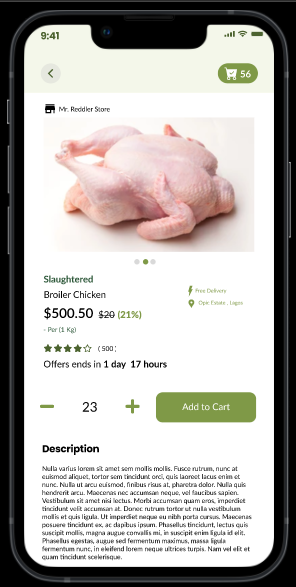 9:41
56
Mr. Reddler Store
Slaughtered
Broiler Chicken
$500.50 $20 (21%)
- Per (1 Kg)
Free Delivery
Opic Estate , Lagos
( 500 )
Offers ends in 1 day 17 hours
23
Add to Cart
Description
Nulla varius lorem sit amet sem mollis mollis. Fusce rutrum, nunc at
euismod aliquet, tortor sem tincidunt orci, quis laoreet lacus enim et
nunc. Nulla ut arcu euismod, finibus risus at, pharetra dolor. Nulla quis
hendrerit arcu. Maecenas nec accumsan neque, vel faucibus sapien.
Vestibulum sit amet nisi lectus. Morbi accumsan quam eros, imperdiet
tincidunt velit accumsan at. Donec rutrum tortor ut nulla vestibulum
mollis et quis ligula. Ut imperdiet neque eu nibh porta cursus. Maecenas
posuere tincidunt ex, ac dapibus ipsum. Phasellus tincidunt, lectus quis
suscipit mollis, magna augue convallis mi, in suscipit enim ligula id elit.
Phasellus egestas, augue sed fermentum maximus, massa ligula
fermentum nunc, in eleifend lorem neque ultrices turpis. Nam vel elit et
quam tincidunt scelerisque.